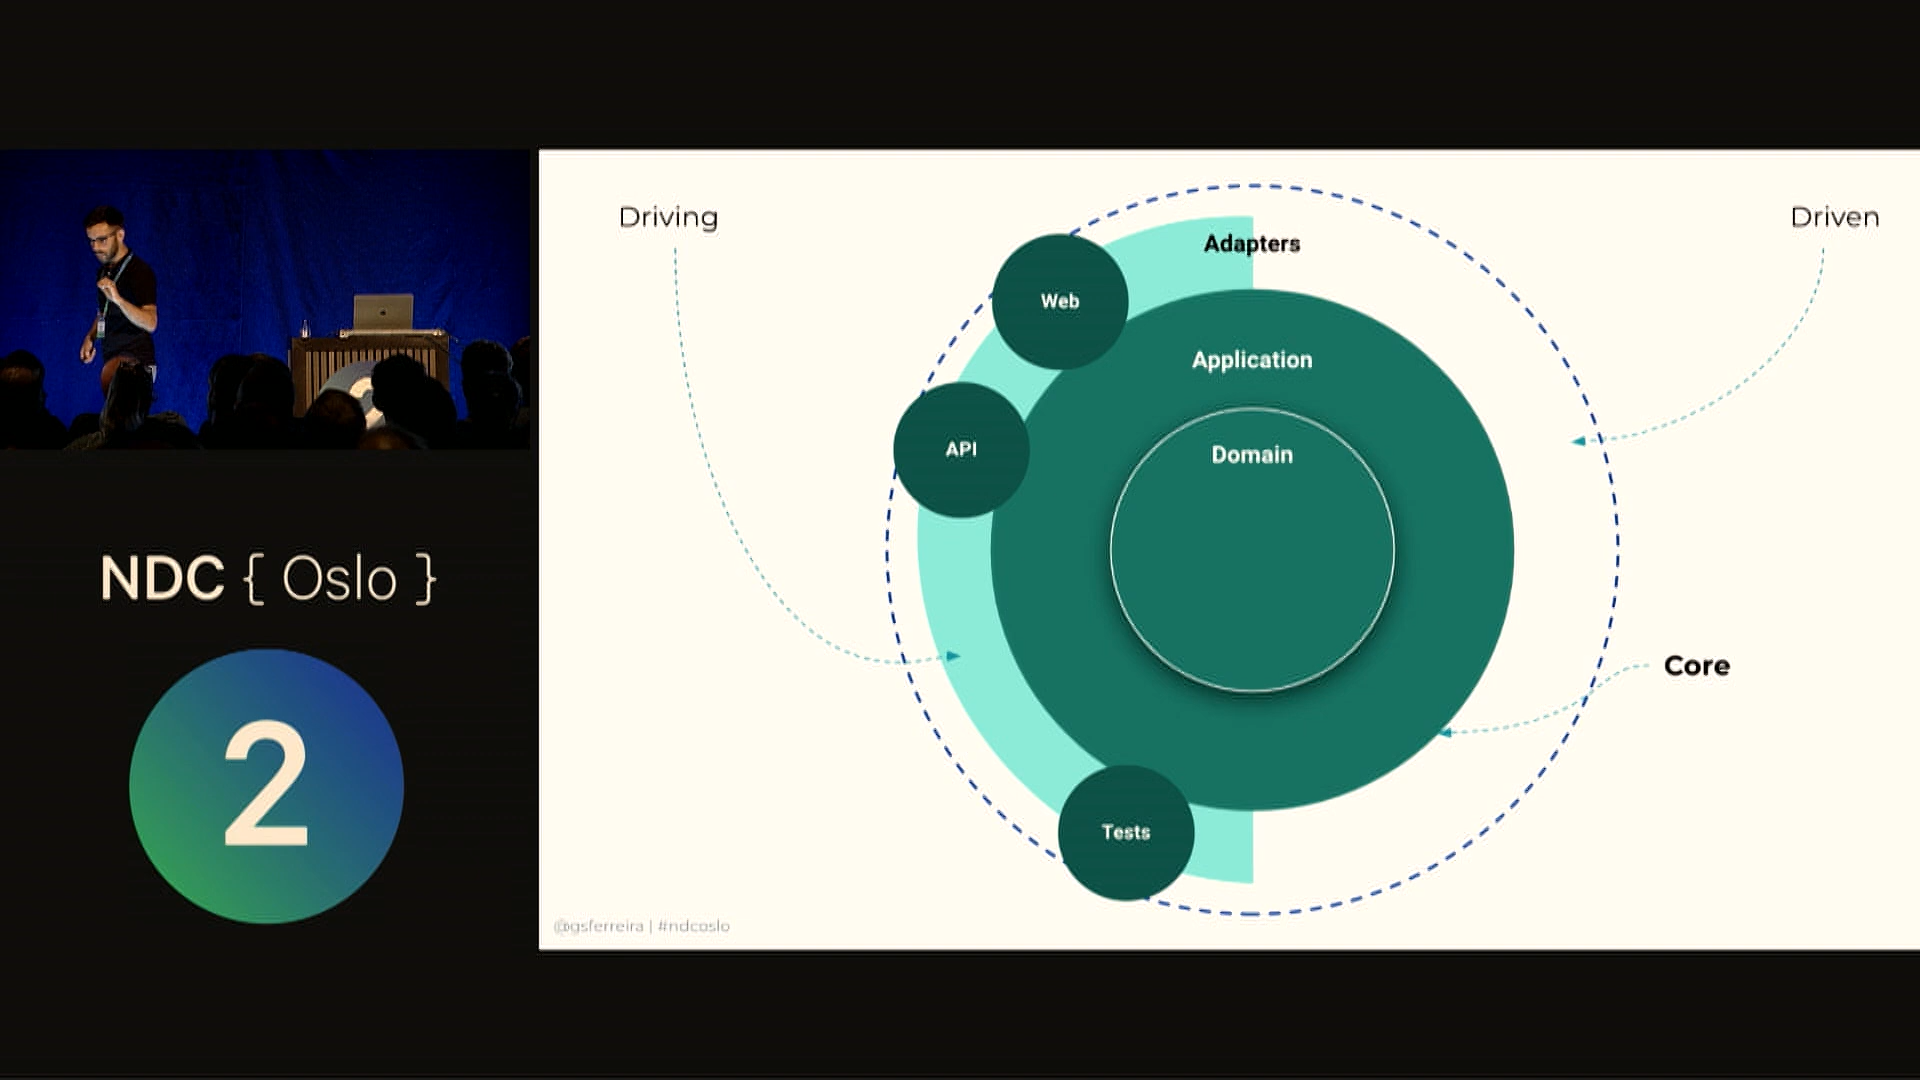 Driving
Driven
Adapters
Web
Application
API
Domain
NDC { Oslo }
Core
2
Tests
@gsferreira | #ndcoslo